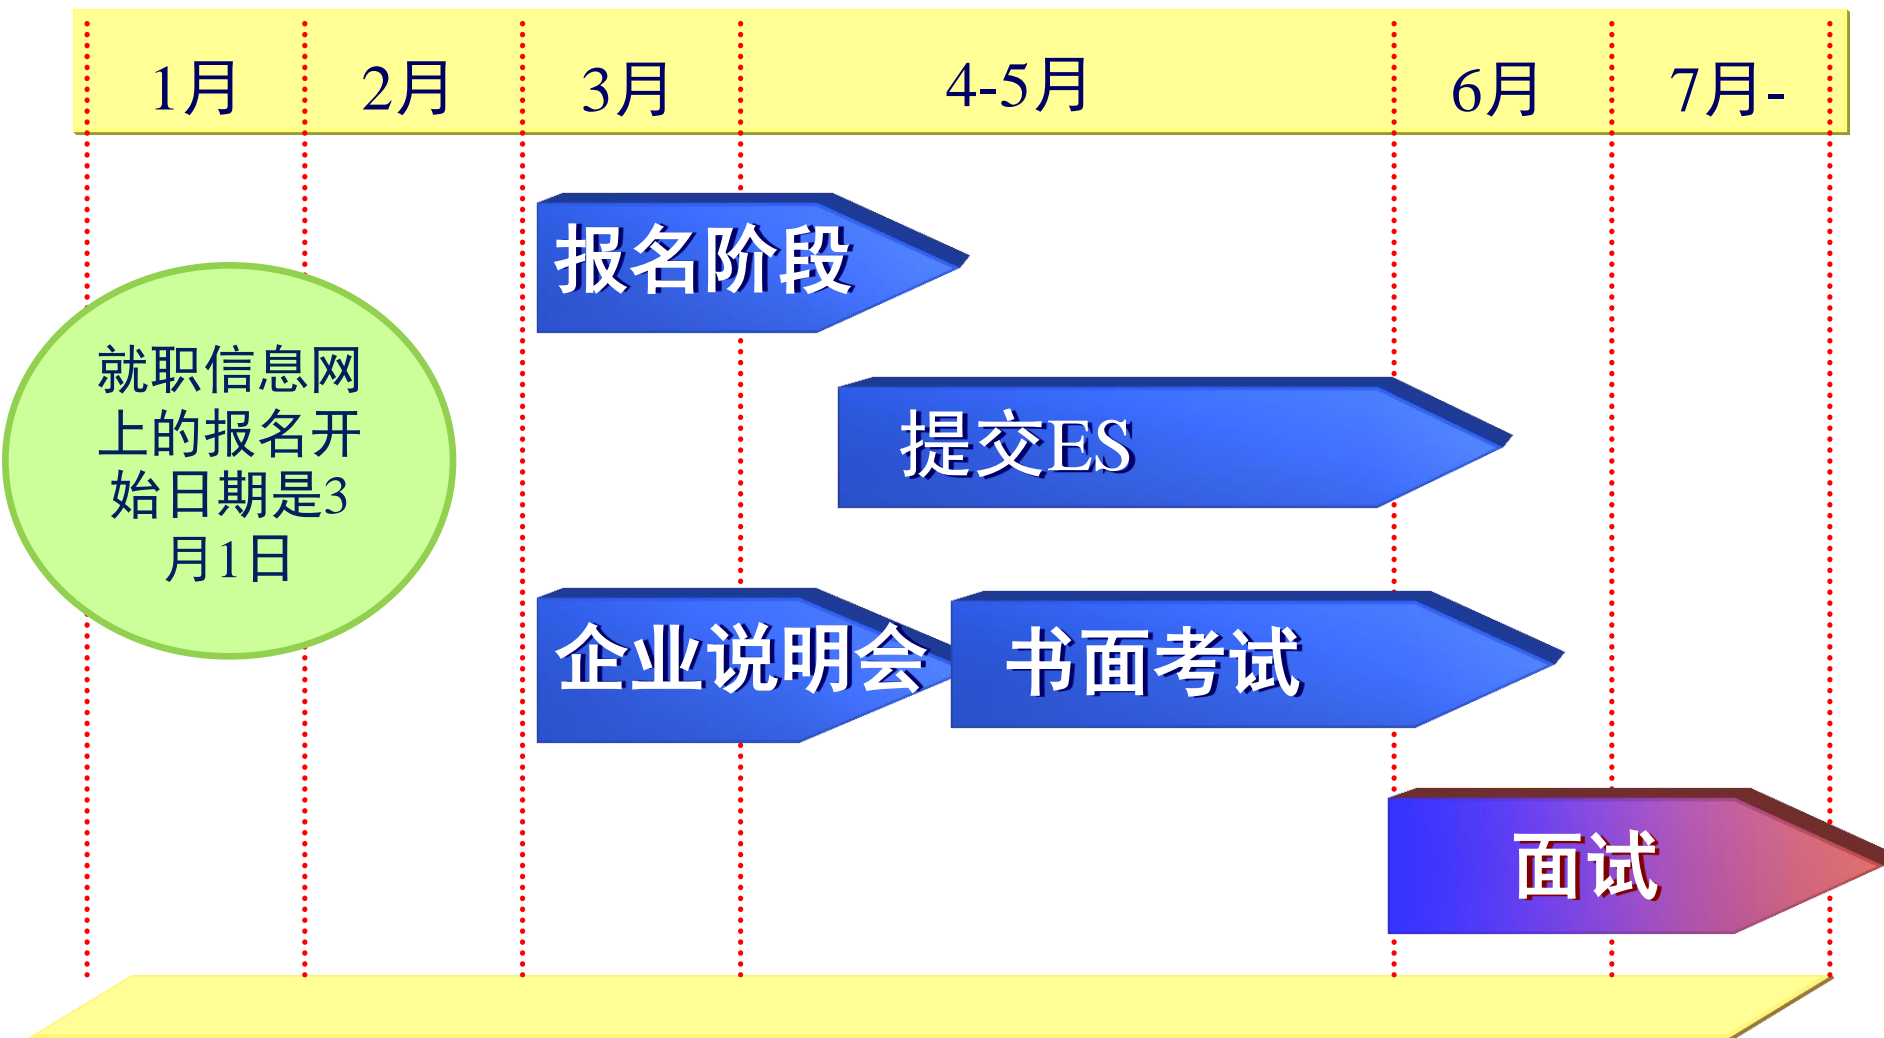 1月
2月
3月
4-5月
6月
7月-
报名阶段
就职信息网
上的报名开
始日期是3
月1日
提交ES
企业说明会
书面考试
面试